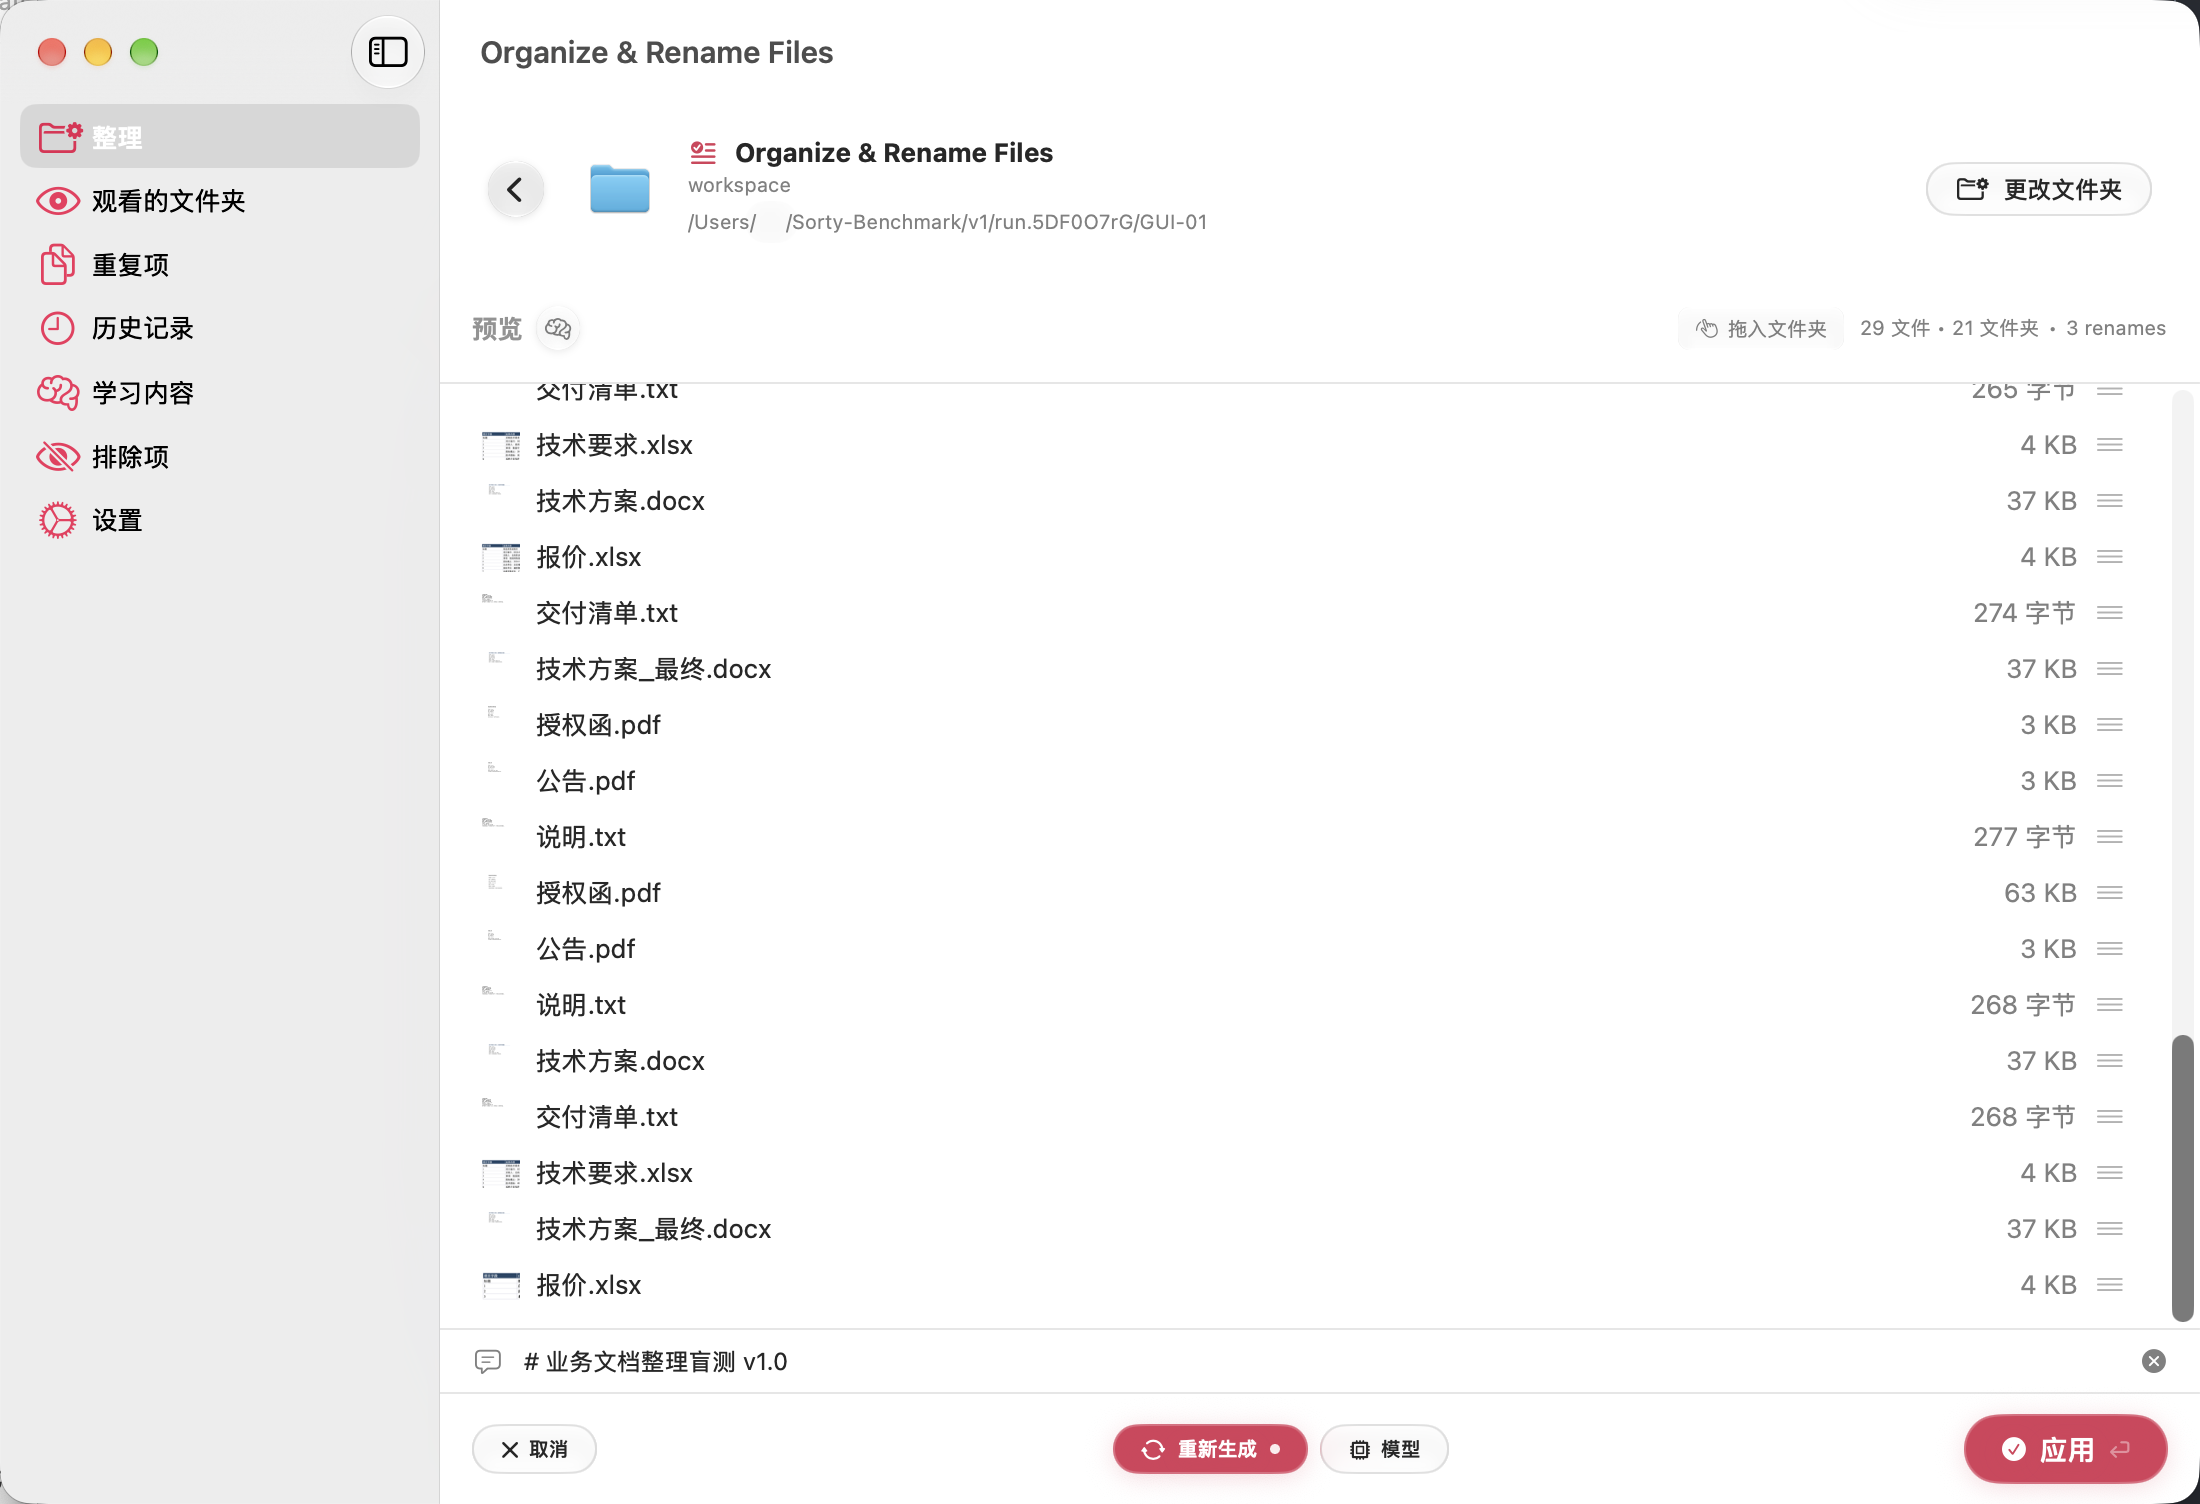 Organize & Rename Files
整理
观看的文件夹
重复项
历史记录
学习内容
排除项
设置
Organize & Rename Files
workspace
/Users/ /Sorty-Benchmark/v1/run.5DF0O7rG/GUI-01
更改文件夹
预览
拖入文件夹
29 文件 • 21 文件夹 • 3 renames
交付清单.txt 265 字节
技术要求.xlsx 4 KB
技术方案.docx 37 KB
报价.xlsx 4 KB
交付清单.txt 274 字节
技术方案_最终.docx 37 KB
授权函.pdf 3 KB
公告.pdf 3 KB
说明.txt 277 字节
授权函.pdf 63 KB
公告.pdf 3 KB
说明.txt 268 字节
技术方案.docx 37 KB
交付清单.txt 268 字节
技术要求.xlsx 4 KB
技术方案_最终.docx 37 KB
报价.xlsx 4 KB
# 业务文档整理盲测 v1.0
取消
重新生成
模型
应用